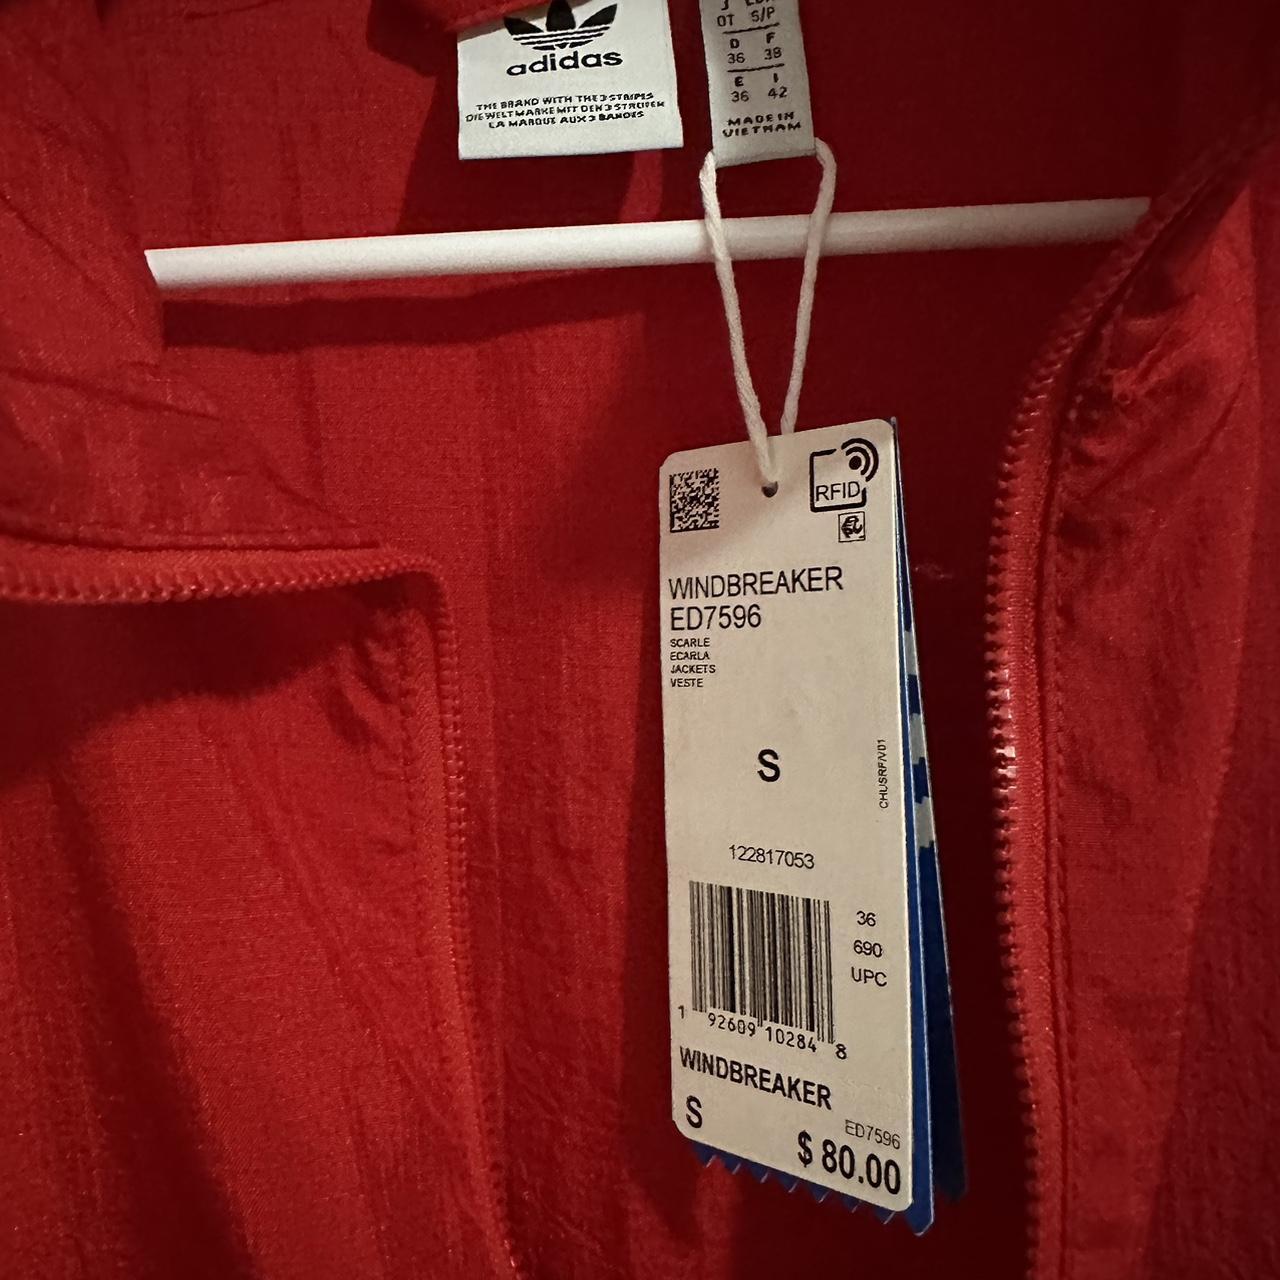 adidas
THE BRAND WITH THE 3 STRIPES
DIE WELTMARKE MIT DEN 3 STREIFEN
LA MARQUE AUX 3 BANDES
J
OT S/P
D F
36 38
E I
36 42
MADE IN
VIETNAM
RFID
WINDBREAKER
ED7596
SCARLE
ECARLA
JACKETS
VESTE
S
CHUSRF/V01
122817053
36
690
UPC
1 92609 10284 8
WINDBREAKER
S
ED7596
$ 80.00